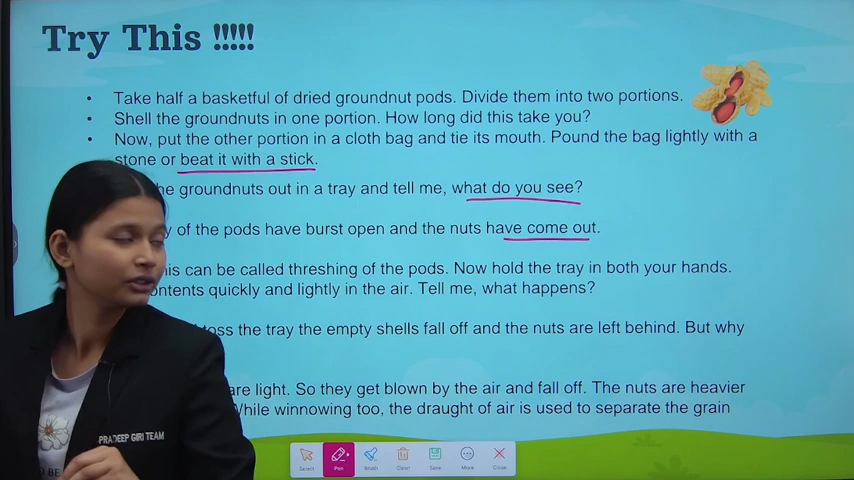 Try This !!!!!
• Take half a basketful of dried groundnut pods. Divide them into two portions.
• Shell the groundnuts in one portion. How long did this take you?
• Now, put the other portion in a cloth bag and tie its mouth. Pound the bag lightly with a
stone or beat it with a stick.
groundnuts out in a tray and tell me, what do you see?
of the pods have burst open and the nuts have come out.
can be called threshing of the pods. Now hold the tray in both your hands.
quickly and lightly in the air. Tell me, what happens?
toss the tray the empty shells fall off and the nuts are left behind. But why
are light. So they get blown by the air and fall off. The nuts are heavier
While winnowing too, the draught of air is used to separate the grain
PRADEEP GIRI TEAM
Select Pen Brush Clean Save More Close